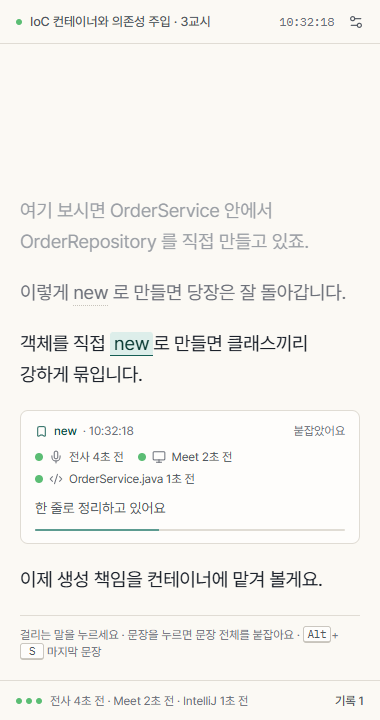 IoC 컨테이너와 의존성 주입 · 3교시 10:32:18
여기 보시면 OrderService 안에서
OrderRepository 를 직접 만들고 있죠.
이렇게 new 로 만들면 당장은 잘 돌아갑니다.
객체를 직접 new 로 만들면 클래스끼리
강하게 묶입니다.
new · 10:32:18 붙잡았어요
전사 4초 전 Meet 2초 전
OrderService.java 1초 전
한 줄로 정리하고 있어요
이제 생성 책임을 컨테이너에 맡겨 볼게요.
걸리는 말을 누르세요 · 문장을 누르면 문장 전체를 붙잡아요 · Alt +
S 마지막 문장
전사 4초 전 · Meet 2초 전 · IntelliJ 1초 전 기록 1